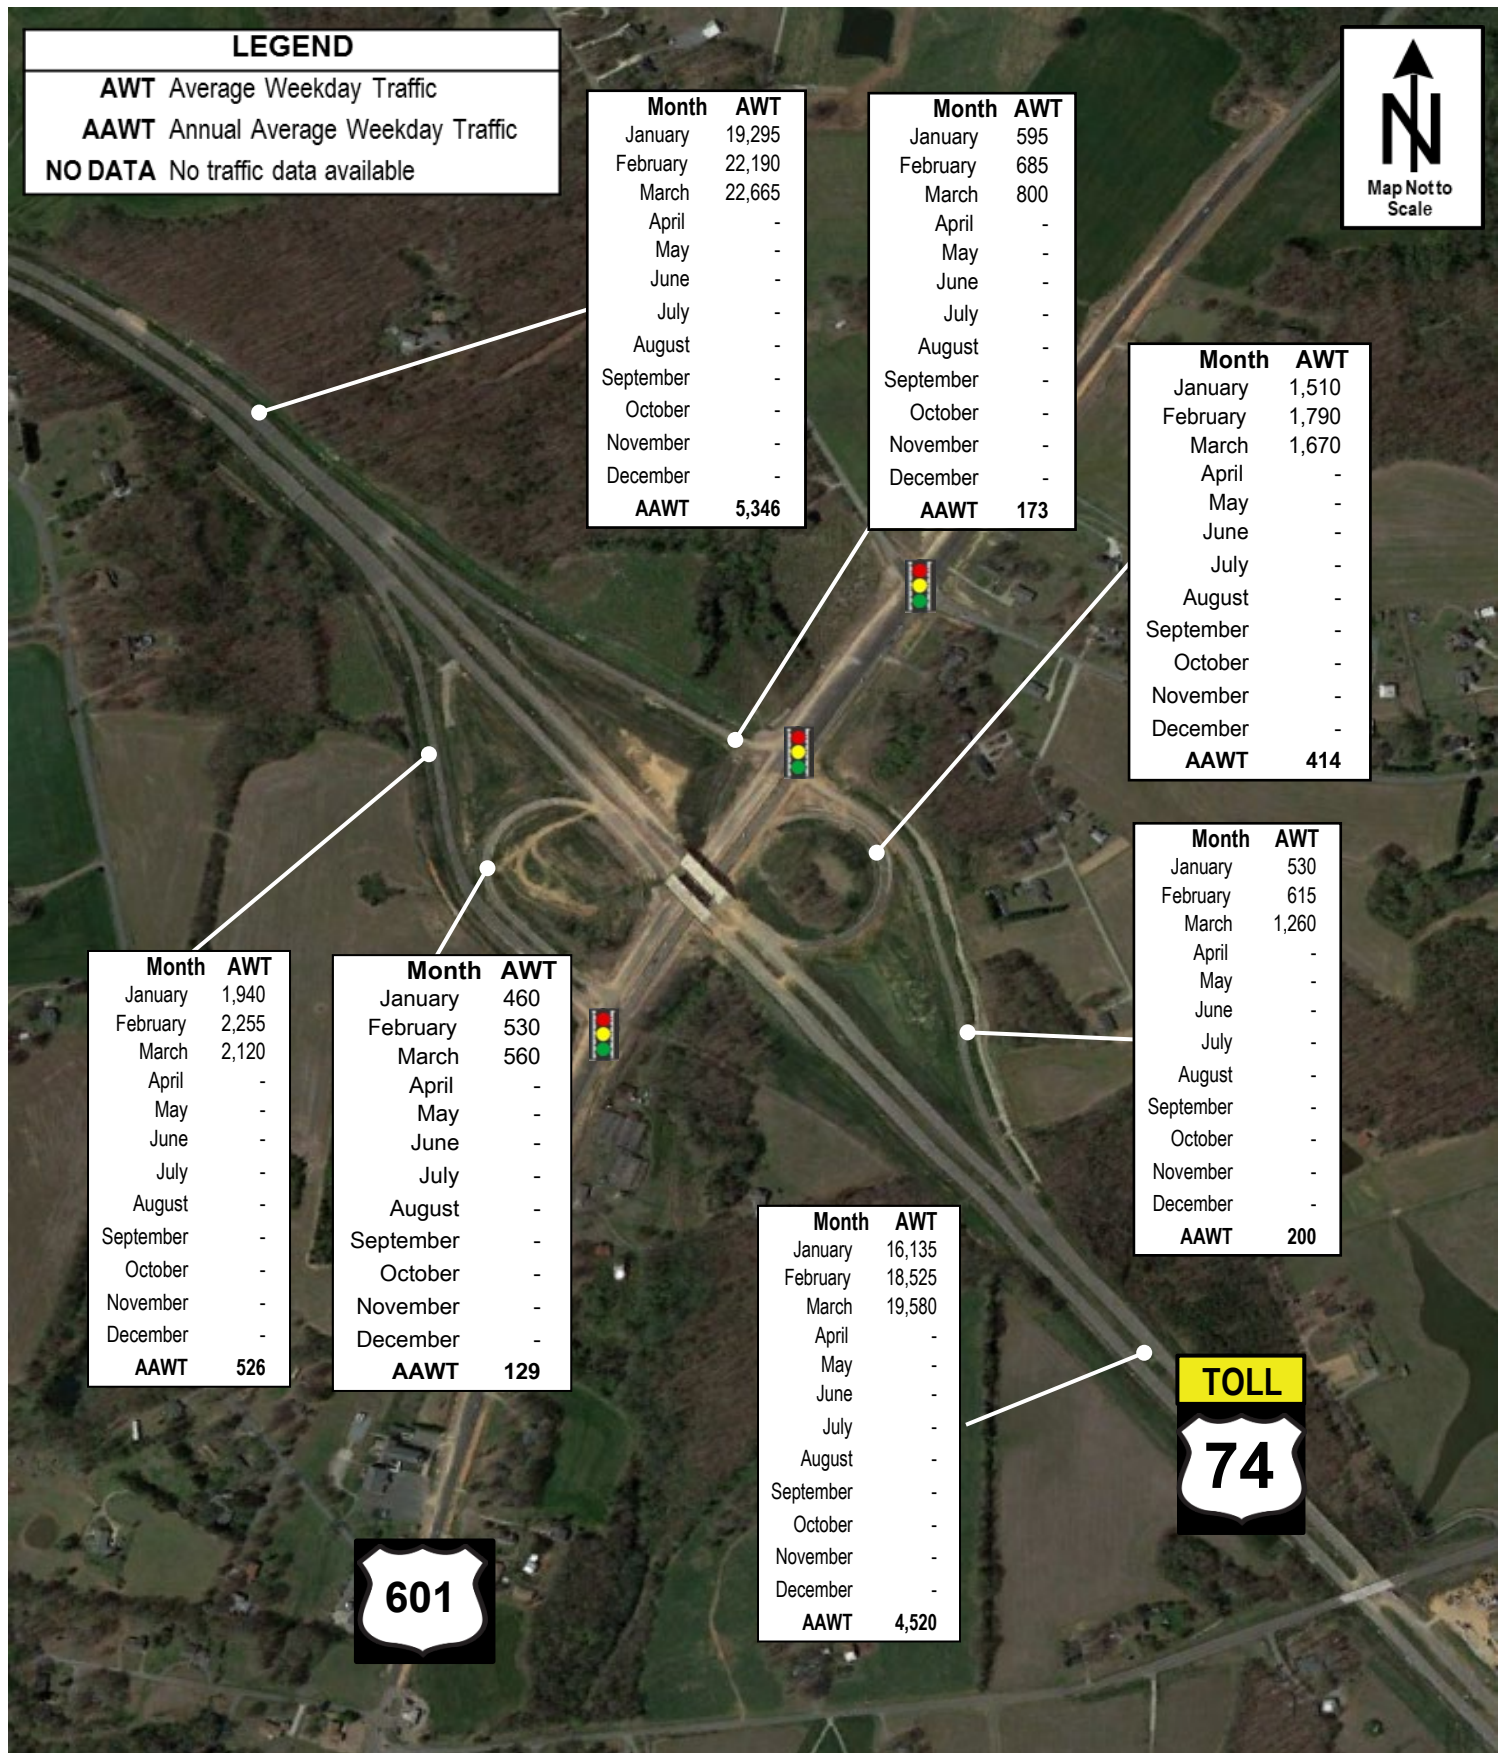 LEGEND
AWT Average Weekday Traffic
AAWT Annual Average Weekday Traffic
NO DATA No traffic data available
N
Map Not to
Scale
Month AWT
January 19,295
February 22,190
March 22,665
April -
May -
June -
July -
August -
September -
October -
November -
December -
AAWT 5,346
Month AWT
January 595
February 685
March 800
April -
May -
June -
July -
August -
September -
October -
November -
December -
AAWT 173
Month AWT
January 1,510
February 1,790
March 1,670
April -
May -
June -
July -
August -
September -
October -
November -
December -
AAWT 414
Month AWT
January 530
February 615
March 1,260
April -
May -
June -
July -
August -
September -
October -
November -
December -
AAWT 200
Month AWT
January 1,940
February 2,255
March 2,120
April -
May -
June -
July -
August -
September -
October -
November -
December -
AAWT 526
Month AWT
January 460
February 530
March 560
April -
May -
June -
July -
August -
September -
October -
November -
December -
AAWT 129
Month AWT
January 16,135
February 18,525
March 19,580
April -
May -
June -
July -
August -
September -
October -
November -
December -
AAWT 4,520
TOLL
74
601